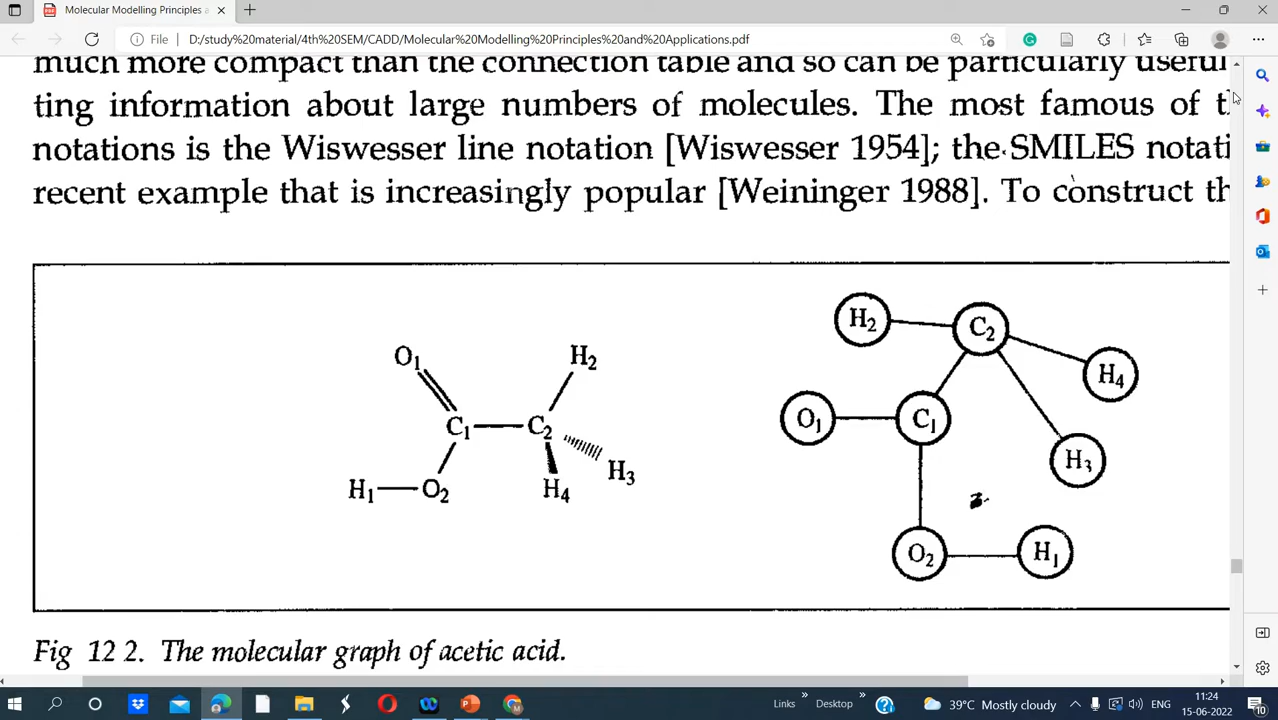 Molecular Modelling Principles a
File
D:/study%20material/4th%20SEM/CADD/Molecular%20Modelling%20Principles%20and%20Applications.pdf
much more compact than the connection table and so can be particularly useful
ting information about large numbers of molecules. The most famous of t
notations is the Wiswesser line notation [Wiswesser 1954]; the SMILES notati
recent example that is increasingly popular [Weininger 1988]. To construct th
O₁ H₂
C₁ C₂
H₃
H₁ O₂ H₄
H₂ C₂
H₄
O₁ C₁
H₃
O₂ H₁
Fig 12 2. The molecular graph of acetic acid.
Links » Desktop » 39°C Mostly cloudy ENG 11:24
15-06-2022 10